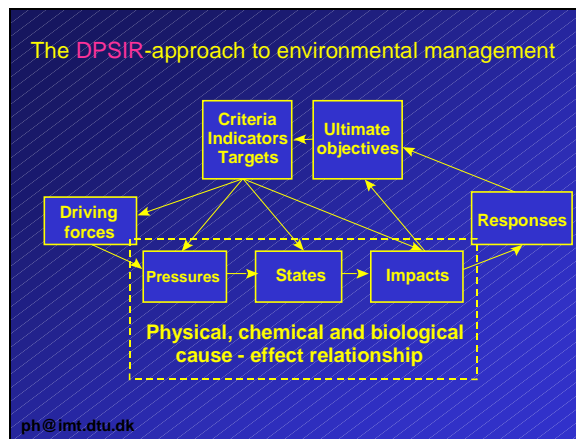 The DPSIR-approach to environmental management
Criteria
Indicators
Targets
Ultimate
objectives
Driving
forces
Responses
Pressures
States
Impacts
Physical, chemical and biological
cause - effect relationship
ph@imt.dtu.dk